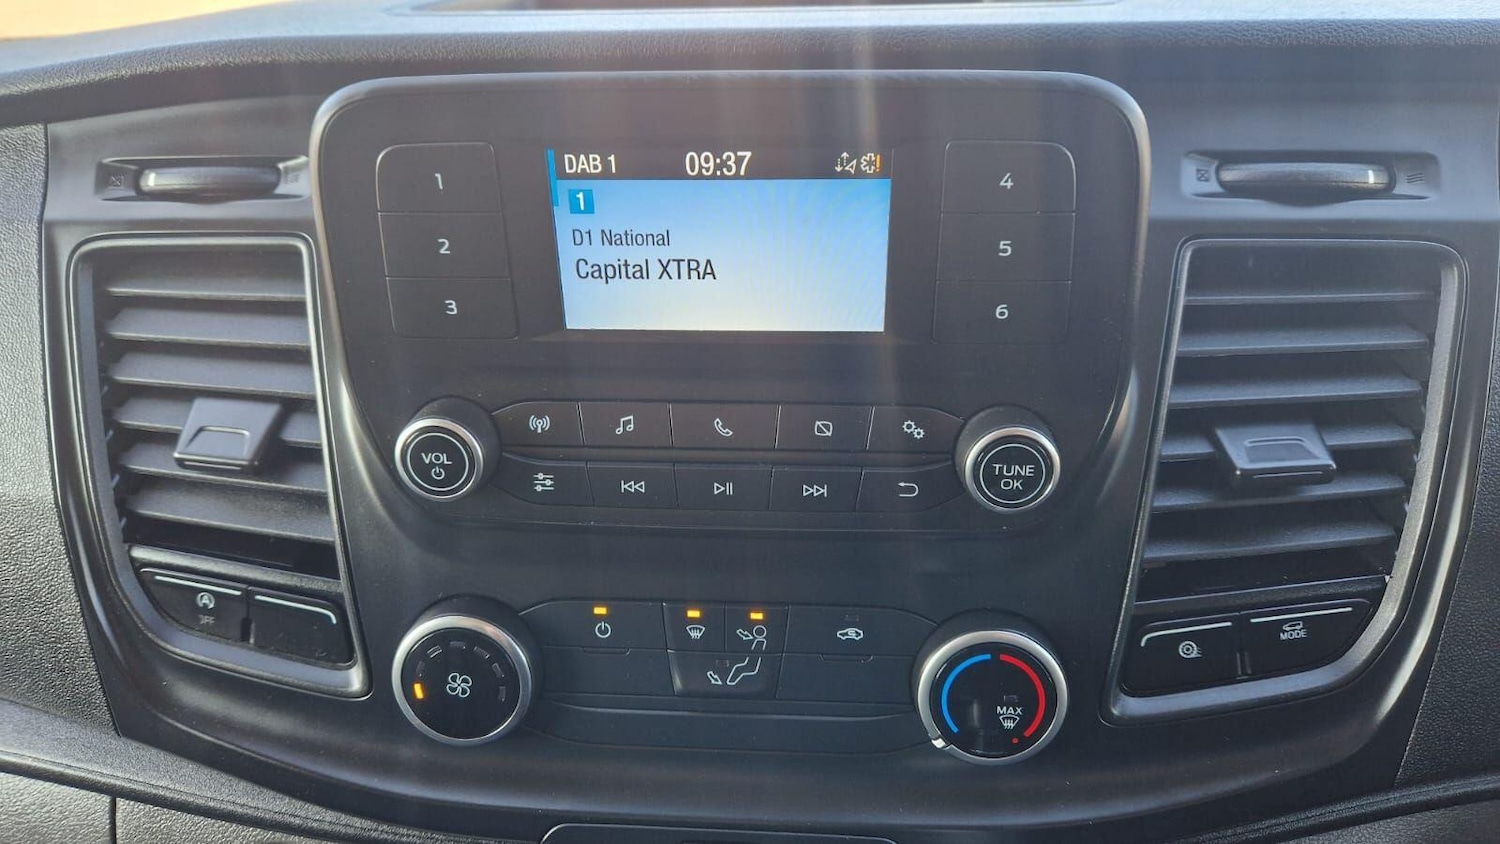 DAB 1 09:37
1
D1 National
Capital XTRA
1
2
3
4
5
6
VOL
TUNE
OK
OFF
MODE
MAX